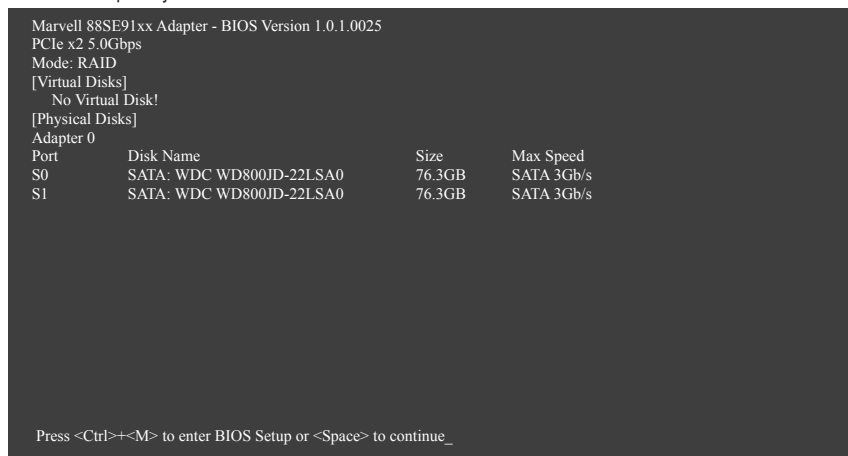 Marvell 88SE91xx Adapter - BIOS Version 1.0.1.0025
PCIe x2 5.0Gbps
Mode: RAID
[Virtual Disks]
No Virtual Disk!
[Physical Disks]
Adapter 0
Port Disk Name Size Max Speed
S0 SATA: WDC WD800JD-22LSA0 76.3GB SATA 3Gb/s
S1 SATA: WDC WD800JD-22LSA0 76.3GB SATA 3Gb/s
Press <Ctrl>+<M> to enter BIOS Setup or <Space> to continue_